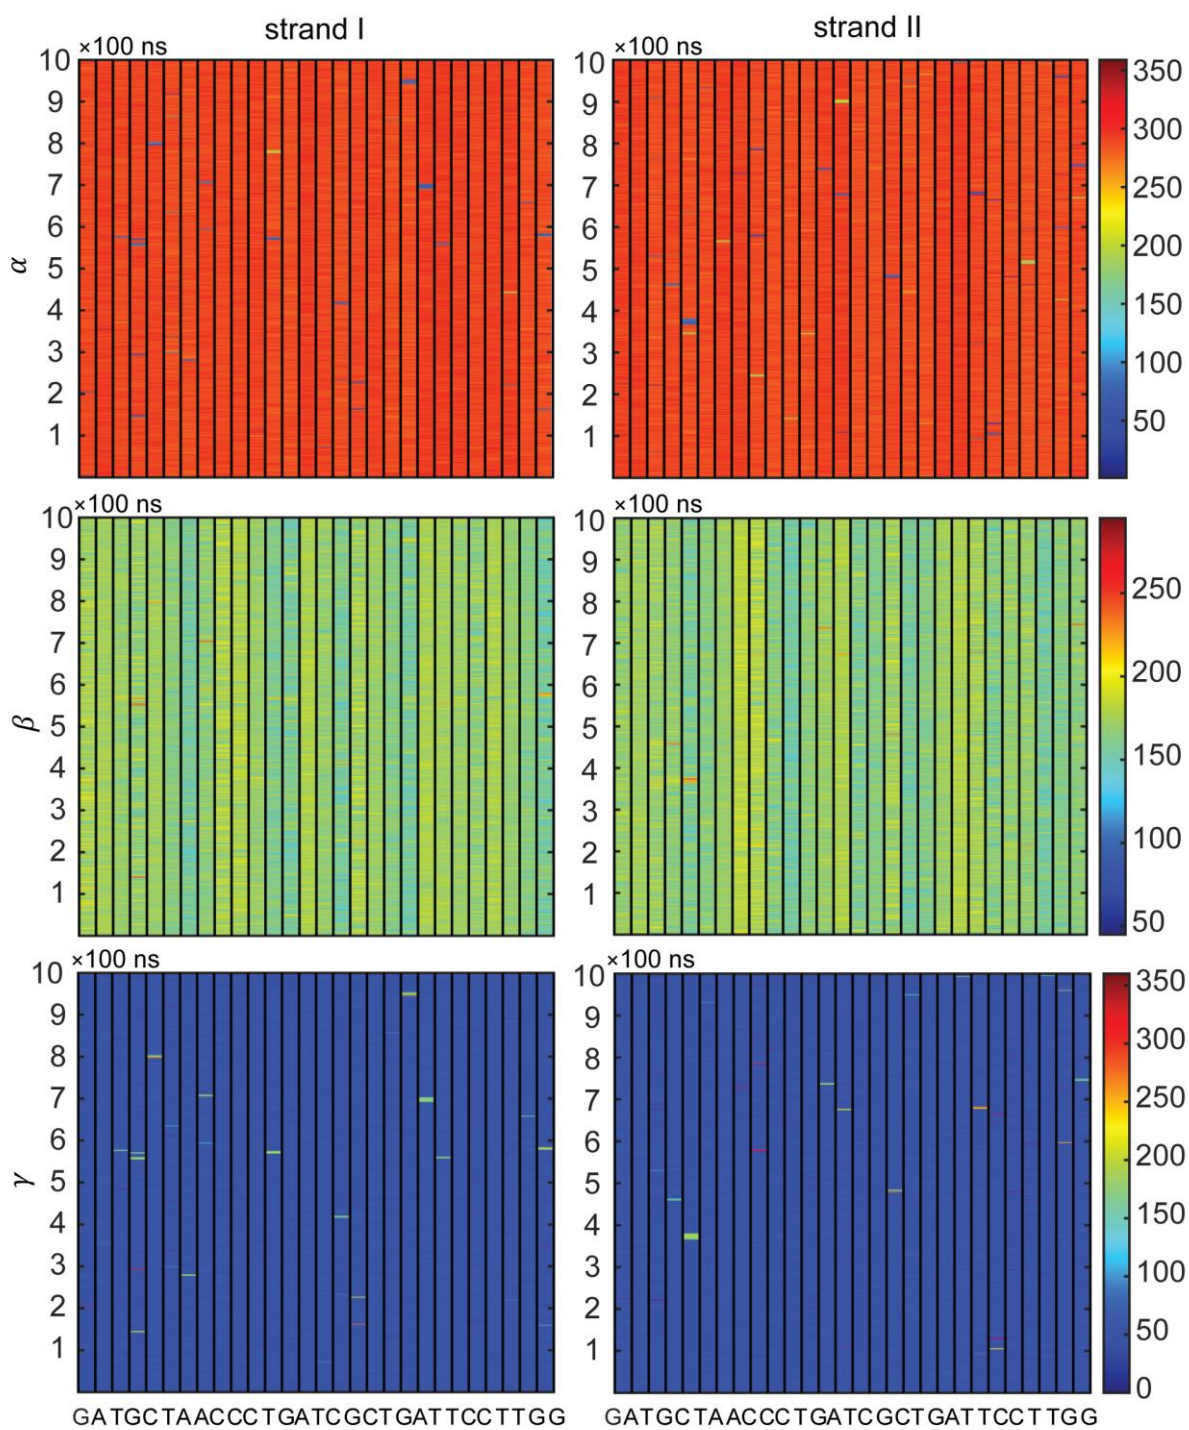 strand I strand II
×100 ns ×100 ns
10 10 350
9 9 300
8 8 250
7 7 200
6 6 150
5 5 100
4 4 50
3 3
2 2
1 1
α
×100 ns ×100 ns
10 10 250
9 9 200
8 8 150
7 7 100
6 6 50
5 5
4 4
3 3
2 2
1 1
β
×100 ns ×100 ns
10 10 350
9 9 300
8 8 250
7 7 200
6 6 150
5 5 100
4 4 50
3 3 0
2 2
1 1
γ
GATGCTAACCCTGATCGCTGATTCCTTGG GATGCTAACCCTGATCGCTGATTCCTTGG